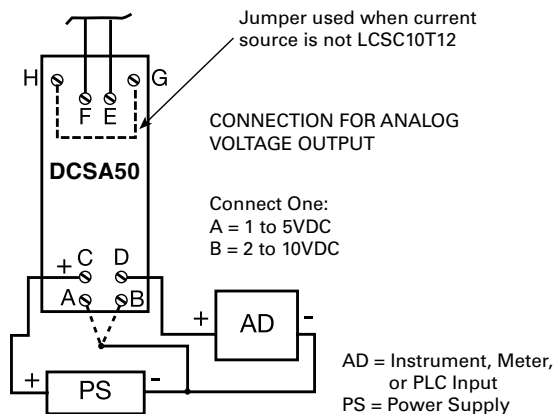 Jumper used when current
source is not LCSC10T12
H G
F E
CONNECTION FOR ANALOG
VOLTAGE OUTPUT
DCSA50
Connect One:
A = 1 to 5VDC
B = 2 to 10VDC
+ C D
A B
+ AD -
+ PS -
AD = Instrument, Meter,
or PLC Input
PS = Power Supply